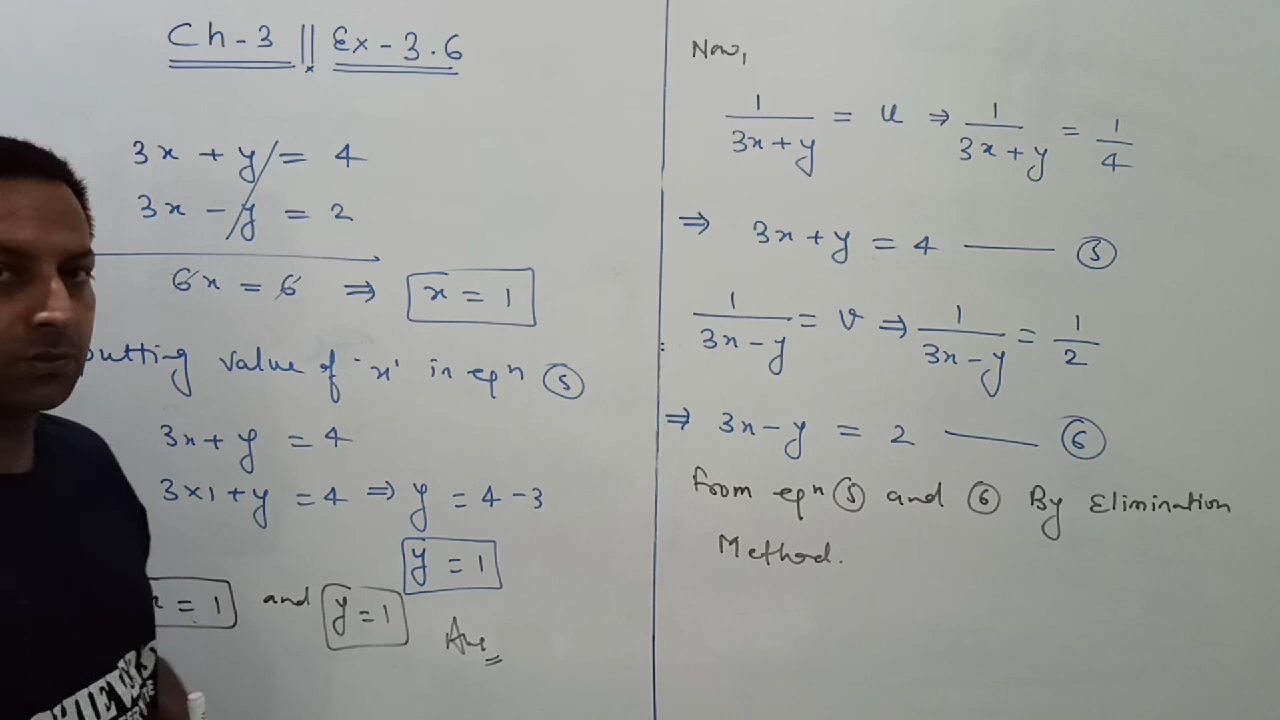 Ch-3 || Ex-3.6
3x + y = 4
3x - y = 2
6x = 6 ⇒ x = 1
putting value of 'x' in eqn ⑤
3x + y = 4
3×1 + y = 4 ⇒ y = 4 - 3
y = 1
x = 1 and y = 1
Ans
Now,
1/(3x + y) = u ⇒ 1/(3x + y) = 1/4
⇒ 3x + y = 4 —— ⑤
1/(3x - y) = v ⇒ 1/(3x - y) = 1/2
⇒ 3x - y = 2 —— ⑥
from eqn ⑤ and ⑥ By Elimination
Method.